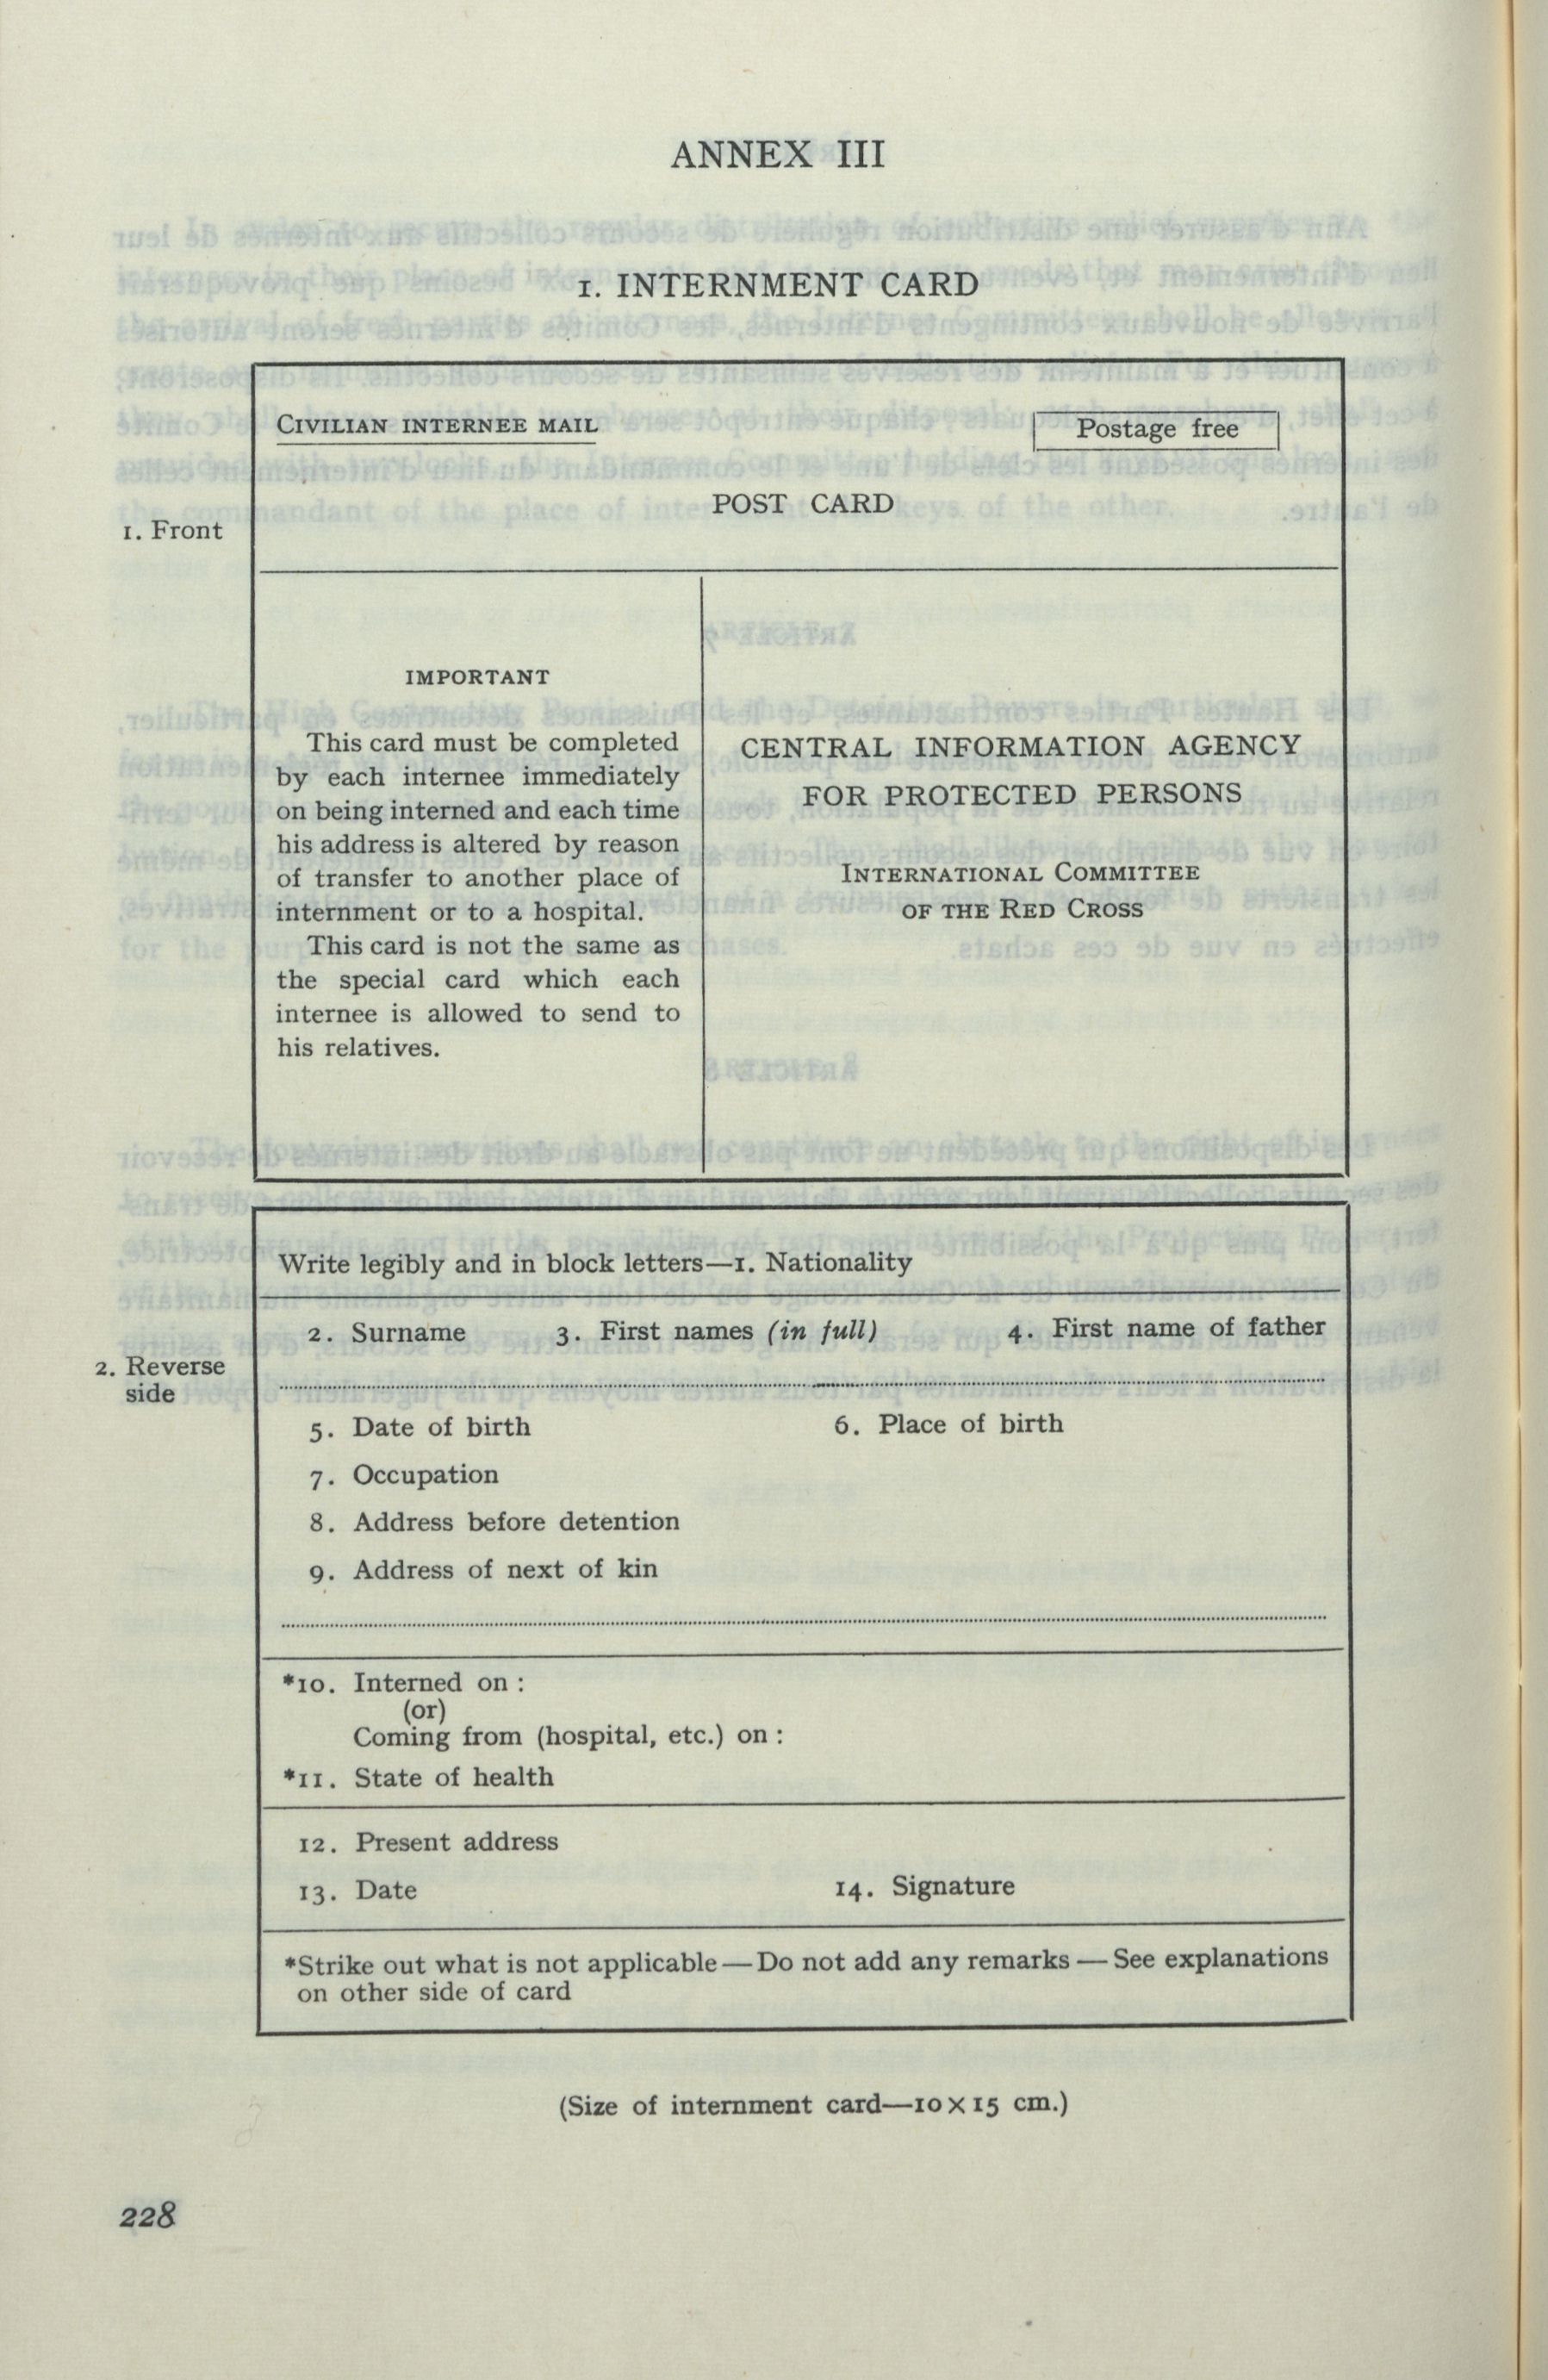 ANNEX III
1. INTERNMENT CARD
CIVILIAN INTERNEE MAIL
Postage free
POST CARD
1. Front
IMPORTANT
This card must be completed
by each internee immediately
on being interned and each time
his address is altered by reason
of transfer to another place of
internment or to a hospital.
This card is not the same as
the special card which each
internee is allowed to send to
his relatives.
CENTRAL INFORMATION AGENCY
FOR PROTECTED PERSONS
INTERNATIONAL COMMITTEE
OF THE RED CROSS
2. Reverse
side
Write legibly and in block letters—1. Nationality
2. Surname 3. First names (in full) 4. First name of father
5. Date of birth 6. Place of birth
7. Occupation
8. Address before detention
9. Address of next of kin
*10. Interned on :
(or)
Coming from (hospital, etc.) on :
*11. State of health
12. Present address
13. Date 14. Signature
*Strike out what is not applicable—Do not add any remarks—See explanations
on other side of card
(Size of internment card—10×15 cm.)
228